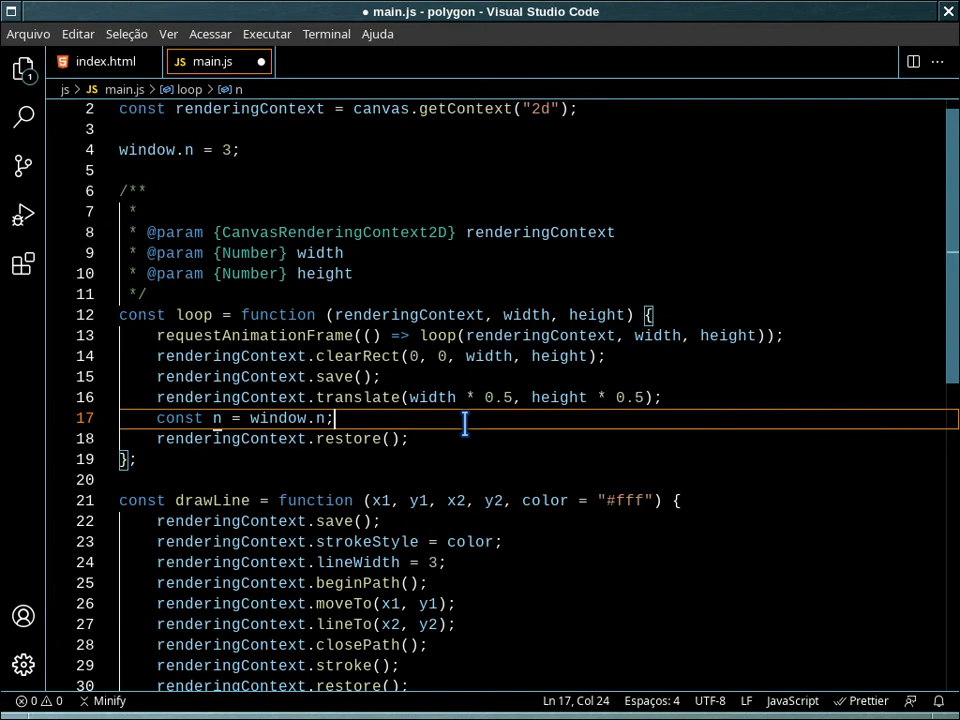 ● main.js - polygon - Visual Studio Code
Arquivo Editar Seleção Ver Acessar Executar Terminal Ajuda
index.html JS main.js ●
js > JS main.js > loop > n
1
2 const renderingContext = canvas.getContext("2d");
3
4 window.n = 3;
5
6 /**
7  *
8  * @param {CanvasRenderingContext2D} renderingContext
9  * @param {Number} width
10  * @param {Number} height
11  */
12 const loop = function (renderingContext, width, height) {
13     requestAnimationFrame(() => loop(renderingContext, width, height));
14     renderingContext.clearRect(0, 0, width, height);
15     renderingContext.save();
16     renderingContext.translate(width * 0.5, height * 0.5);
17     const n = window.n;
18     renderingContext.restore();
19 };
20
21 const drawLine = function (x1, y1, x2, y2, color = "#fff") {
22     renderingContext.save();
23     renderingContext.strokeStyle = color;
24     renderingContext.lineWidth = 3;
25     renderingContext.beginPath();
26     renderingContext.moveTo(x1, y1);
27     renderingContext.lineTo(x2, y2);
28     renderingContext.closePath();
29     renderingContext.stroke();
30     renderingContext.restore();
0 0 Minify Ln 17, Col 24 Espaços: 4 UTF-8 LF JavaScript Prettier